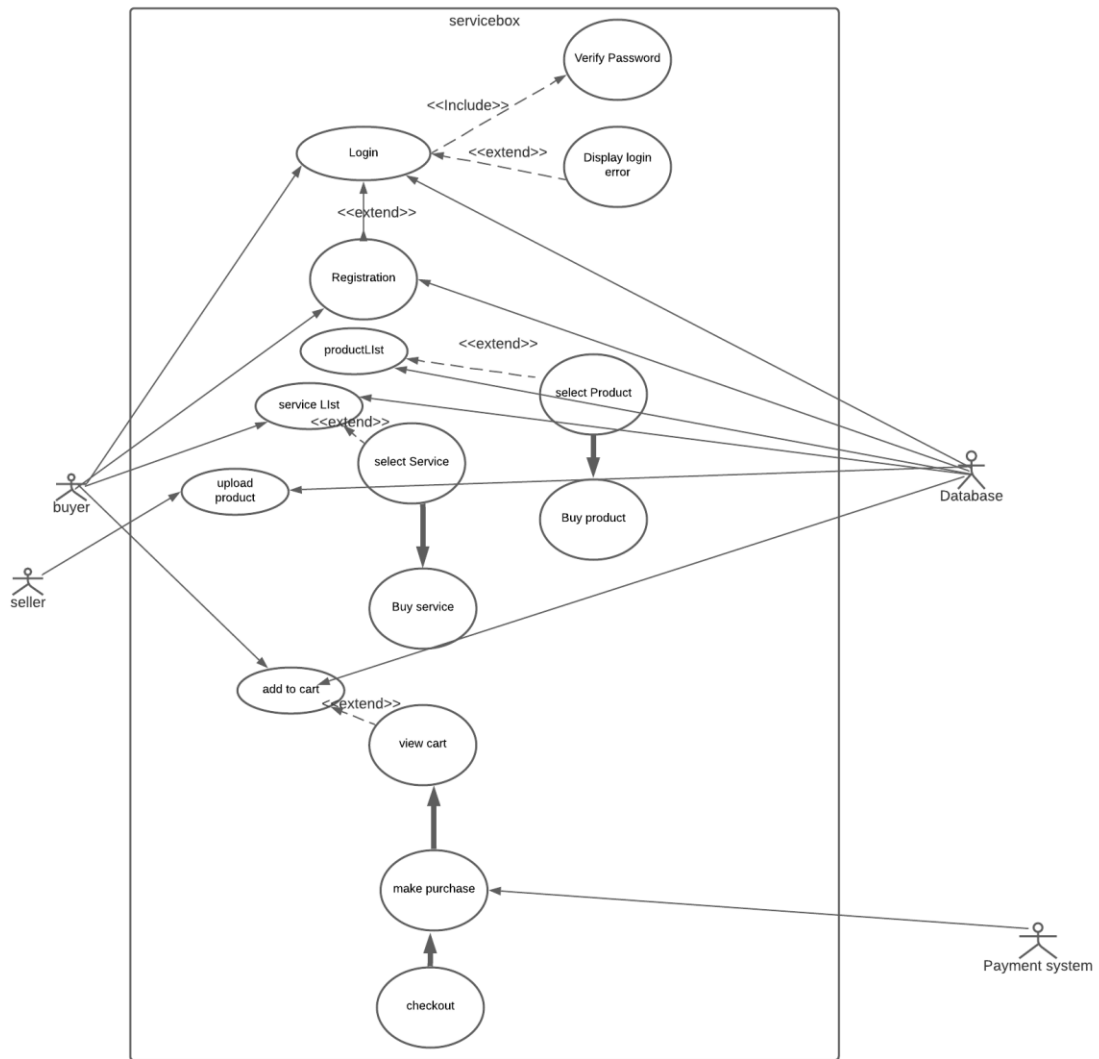 servicebox
Verify Password
<<Include>>
Login
<<extend>>
Display login
error
<<extend>>
Registration
productLIst
<<extend>>
select Product
service LIst
<<extend>>
select Service
buyer
upload
product
Database
Buy product
seller
Buy service
add to cart
<<extend>>
view cart
make purchase
Payment system
checkout